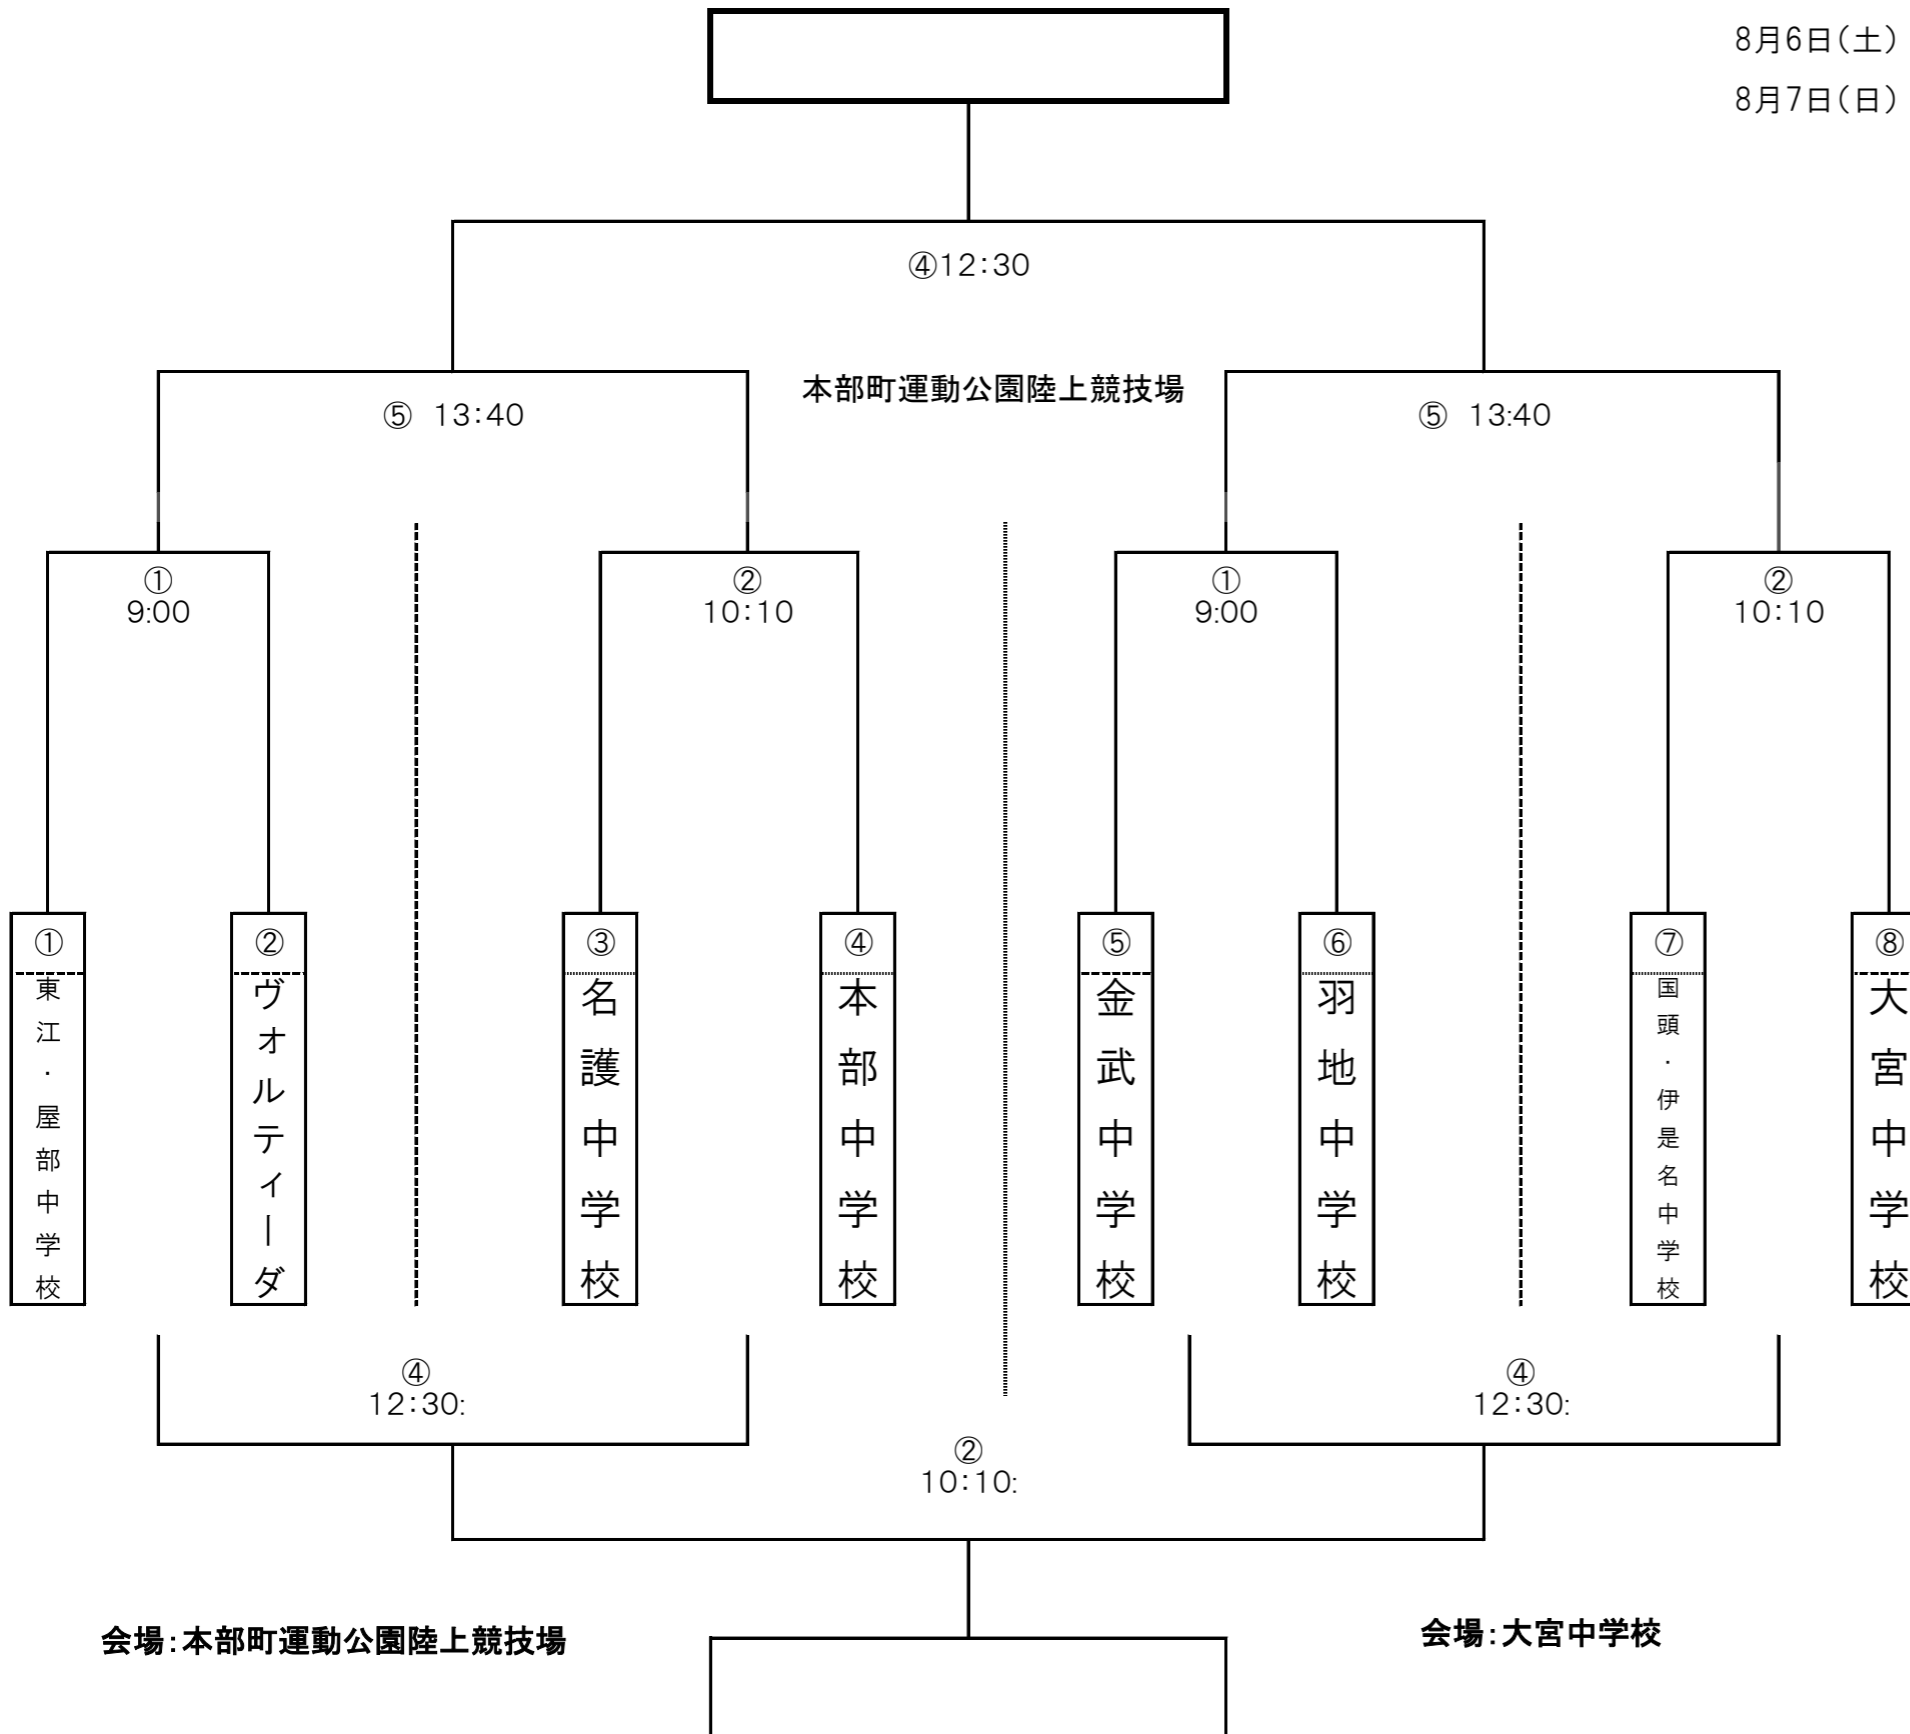 8月6日(土)
8月7日(日)
④12:30
本部町運動公園陸上競技場
⑤ 13:40
⑤ 13:40
①
9:00
②
10:10
①
9:00
②
10:10
①
東江・屋部中学校
②
ヴォルティーダ
③
名護中学校
④
本部中学校
⑤
金武中学校
⑥
羽地中学校
⑦
国頭・伊是名中学校
⑧
大宮中学校
④
12:30:
④
12:30:
②
10:10:
会場:本部町運動公園陸上競技場
会場:大宮中学校